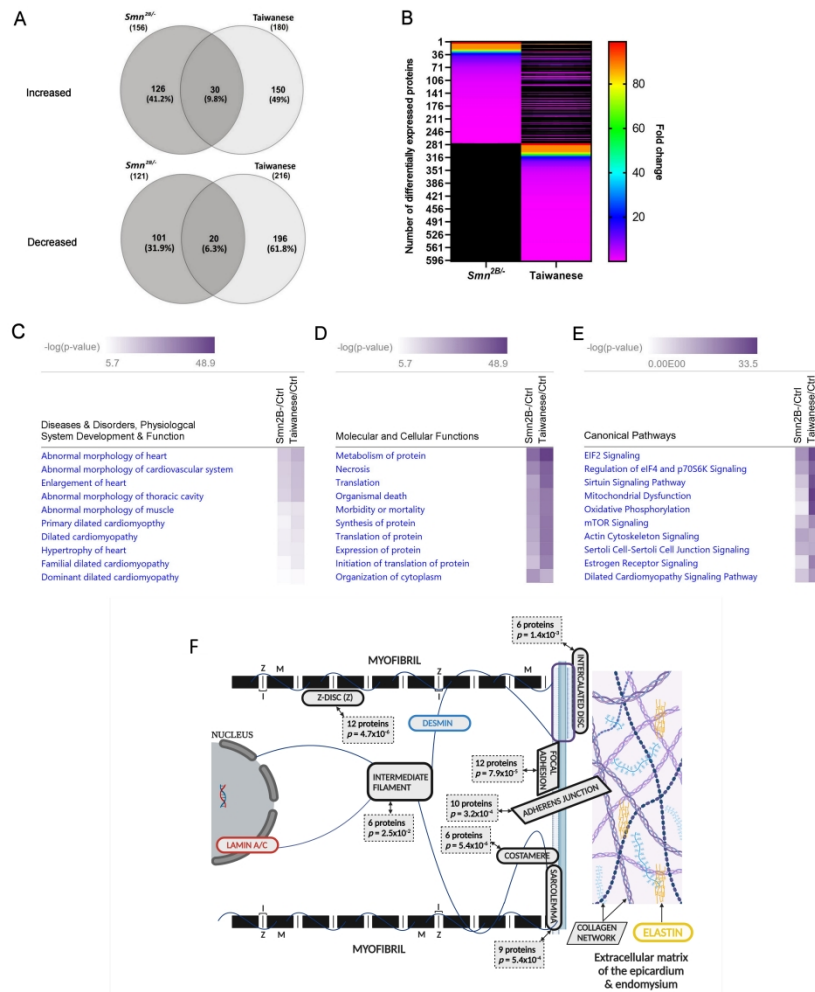 A
Smn2B/-
(156)
Taiwanese
(180)
Increased
126
(41.2%)
30
(9.8%)
150
(49%)
Smn2B/-
(121)
Taiwanese
(216)
Decreased
101
(31.9%)
20
(6.3%)
196
(61.8%)
B
Number of differentially expressed proteins
1
36
71
106
141
176
211
246
281
316
351
386
421
456
491
526
561
596
Smn2B/-
Taiwanese
80
60
40
20
Fold change
C
-log(p-value)
5.7
48.9
Diseases & Disorders, Physiological
System Development & Function
Smn2B-/Ctrl
Taiwanese/Ctrl
Abnormal morphology of heart
Abnormal morphology of cardiovascular system
Enlargement of heart
Abnormal morphology of thoracic cavity
Abnormal morphology of muscle
Primary dilated cardiomyopthy
Dilated cardiomyopathy
Hypertrophy of heart
Familial dilated cardiomyopathy
Dominant dilated cardiomyopathy
D
-log(p-value)
5.7
48.9
Molecular and Cellular Functions
Smn2B-/Ctrl
Taiwanese/Ctrl
Metabolism of protein
Necrosis
Translation
Organismal death
Morbidity or mortality
Synthesis of protein
Translation of protein
Expression of protein
Initiation of translation of protein
Organization of cytoplasm
E
-log(p-value)
0.00E00
33.5
Canonical Pathways
Smn2B-/Ctrl
Taiwanese/Ctrl
EIF2 Signaling
Regulation of eIF4 and p70S6K Signaling
Sirtuin Signaling Pathway
Mitochondrial Dysfunction
Oxidative Phosphorylation
mTOR Signaling
Actin Cytoskeleton Signaling
Sertoli Cell-Sertoli Cell Junction Signaling
Estrogen Receptor Signaling
Dilated Cardiomyopathy Signaling Pathway
F
6 proteins
p = 1.4x10-3
INTERCALATED DISC
Z
M
MYOFIBRIL
Z
M
I
I
Z-DISC (Z)
12 proteins
p = 4.7x10-6
DESMIN
NUCLEUS
12 proteins
p = 7.9x10-5
FOCAL
ADHESION
INTERMEDIATE
FILAMENT
6 proteins
p = 2.5x10-2
10 proteins
p = 3.2x10-4
ADHERENS JUNCTION
LAMIN A/C
6 proteins
p = 5.4x10-6
COSTAMERE
SARCOLEMMA
I
I
Z
M
M
Z
MYOFIBRIL
9 proteins
p = 5.4x10-4
COLLAGEN
NETWORK
ELASTIN
Extracellular matrix
of the epicardium
& endomysium